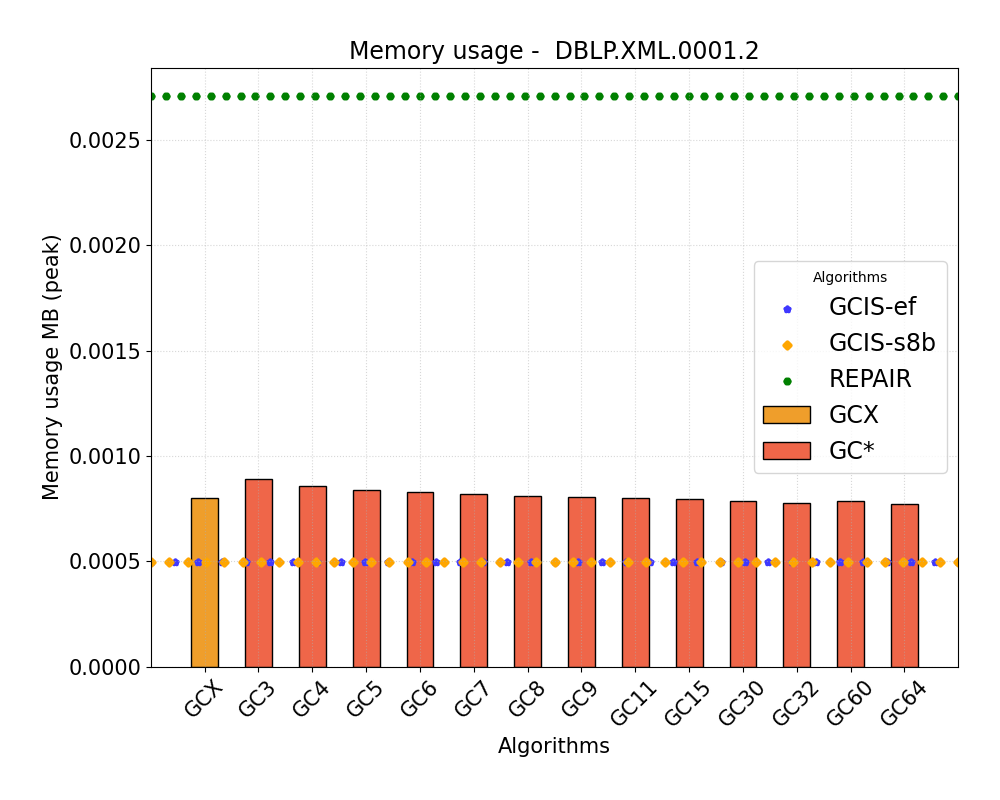 Memory usage -  DBLP.XML.0001.2
Memory usage MB (peak)
0.0025
0.0020
0.0015
0.0010
0.0005
0.0000
Algorithms
GCIS-ef
GCIS-s8b
REPAIR
GCX
GC*
GCX
GC3
GC4
GC5
GC6
GC7
GC8
GC9
GC11
GC15
GC30
GC32
GC60
GC64
Algorithms